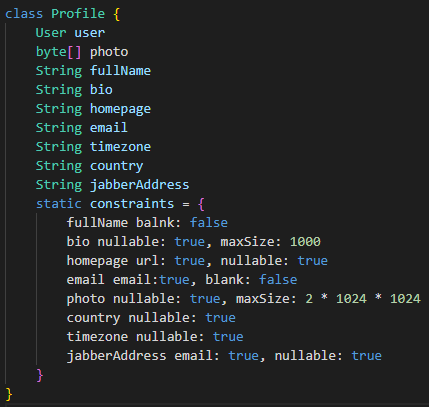 class Profile {
    User user
    byte[] photo
    String fullName
    String bio
    String homepage
    String email
    String timezone
    String country
    String jabberAddress
    static constraints = {
        fullName balnk: false
        bio nullable: true, maxSize: 1000
        homepage url: true, nullable: true
        email email:true, blank: false
        photo nullable: true, maxSize: 2 * 1024 * 1024
        country nullable: true
        timezone nullable: true
        jabberAddress email: true, nullable: true
    }
}